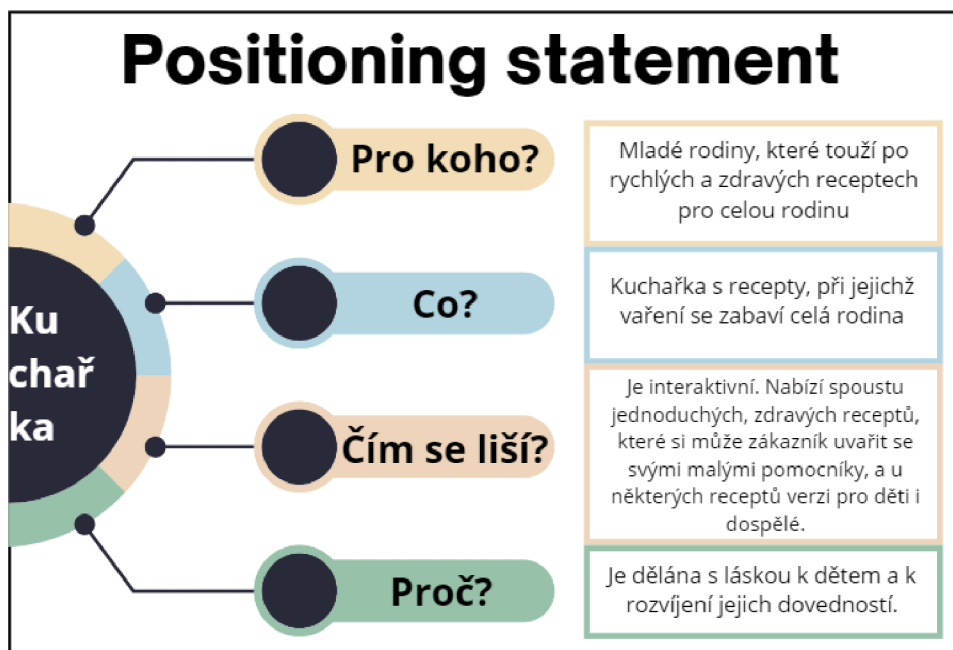 Positioning statement
Pro koho?
Mladé rodiny, které touží po
rychlých a zdravých receptech
pro celou rodinu
Co?
Kuchařka s recepty, při jejichž
vaření se zabaví celá rodina
Ku
chař
ka
Čím se liší?
Je interaktivní. Nabízí spoustu
jednoduchých, zdravých receptů,
které si může zákazník uvařit se
svými malými pomocníky, a u
některých receptů verzi pro děti i
dospělé.
Proč?
Je dělána s láskou k dětem a k
rozvíjení jejich dovedností.